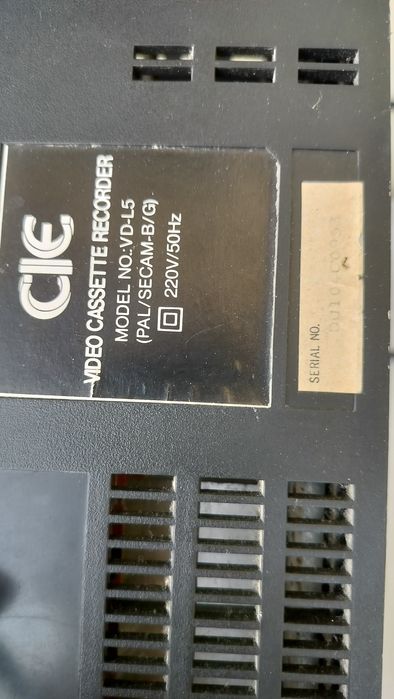 CIE
VIDEO CASSETTE RECORDER
MODEL NO.:VD-L5
(PAL/SECAM-B/G)
220V/50Hz
SERIAL NO.